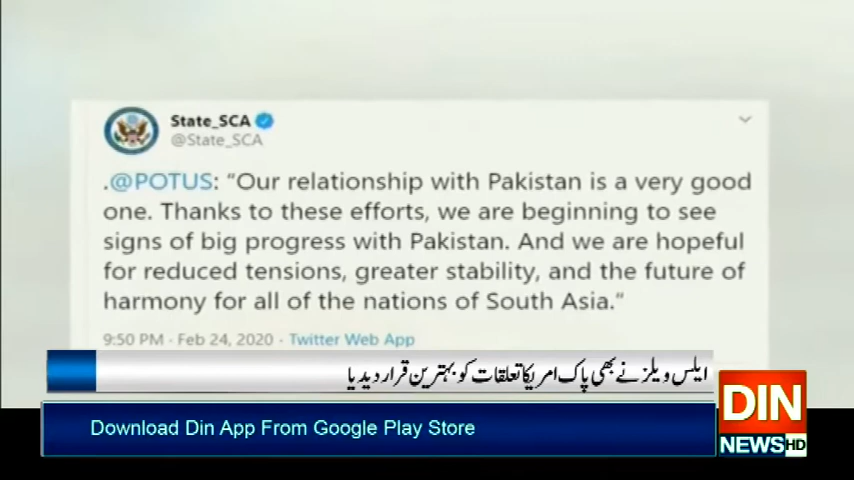 State_SCA
@State_SCA
.@POTUS: “Our relationship with Pakistan is a very good
one. Thanks to these efforts, we are beginning to see
signs of big progress with Pakistan. And we are hopeful
for reduced tensions, greater stability, and the future of
harmony for all of the nations of South Asia.”
9:50 PM · Feb 24, 2020 · Twitter Web App
ایلس ویلز نے بھی پاک امریکا تعلقات کو بہترین قرار دیدیا
Download Din App From Google Play Store
DIN
NEWS HD